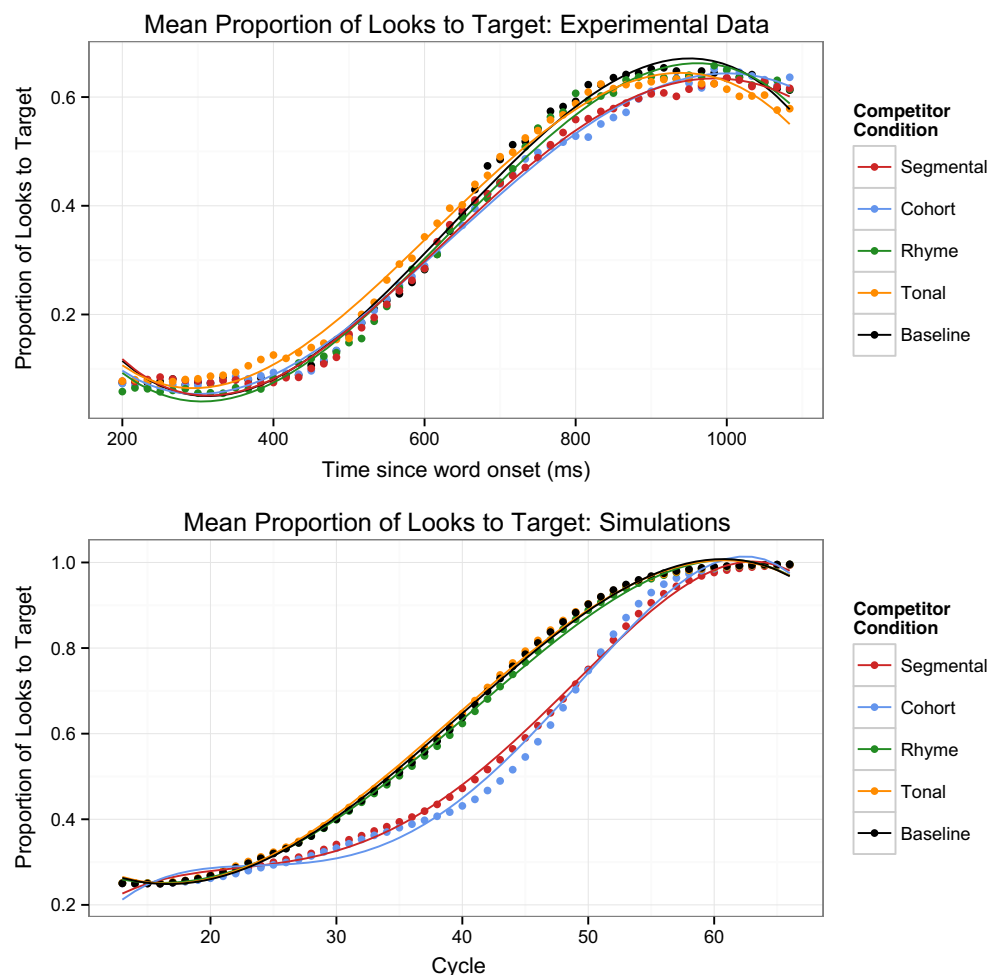 Mean Proportion of Looks to Target: Experimental Data
Proportion of Looks to Target
0.6
0.4
0.2
200
400
600
800
1000
Time since word onset (ms)
Competitor
Condition
Segmental
Cohort
Rhyme
Tonal
Baseline
Mean Proportion of Looks to Target: Simulations
Proportion of Looks to Target
1.0
0.8
0.6
0.4
0.2
20
30
40
50
60
Cycle
Competitor
Condition
Segmental
Cohort
Rhyme
Tonal
Baseline